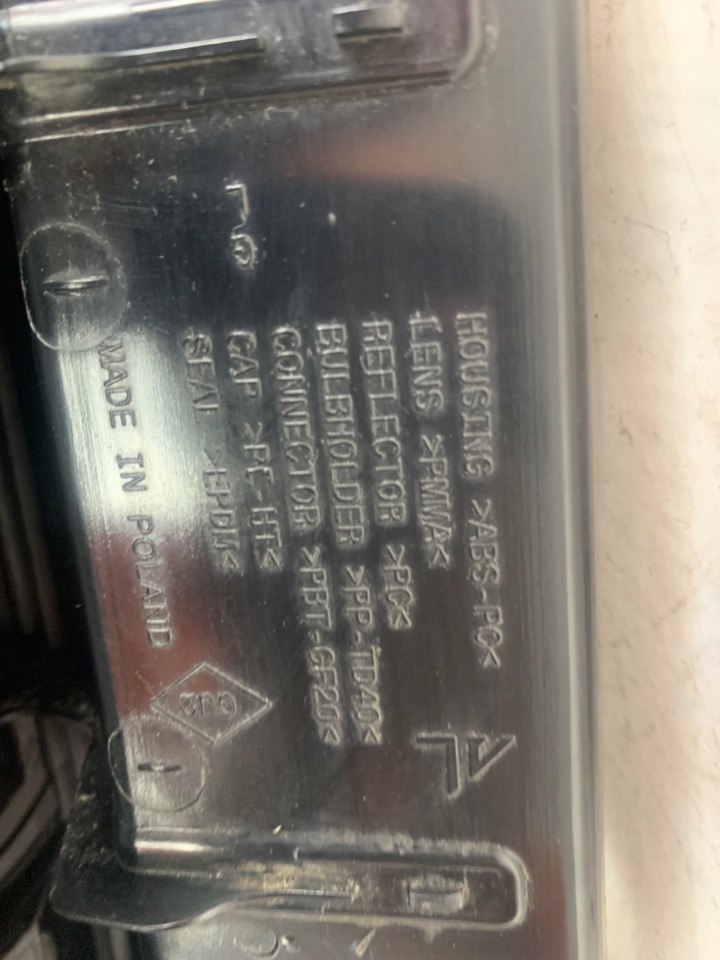 HOUSING >ABS-PC<
LENS >PMMA<
REFLECTOR >PC<
BULBHOLDER >PP-TD40<
CONNECTOR >PBT-GF20<
CAP >PC-HT<
SEAL >EPDM<
MADE IN POLAND
AL